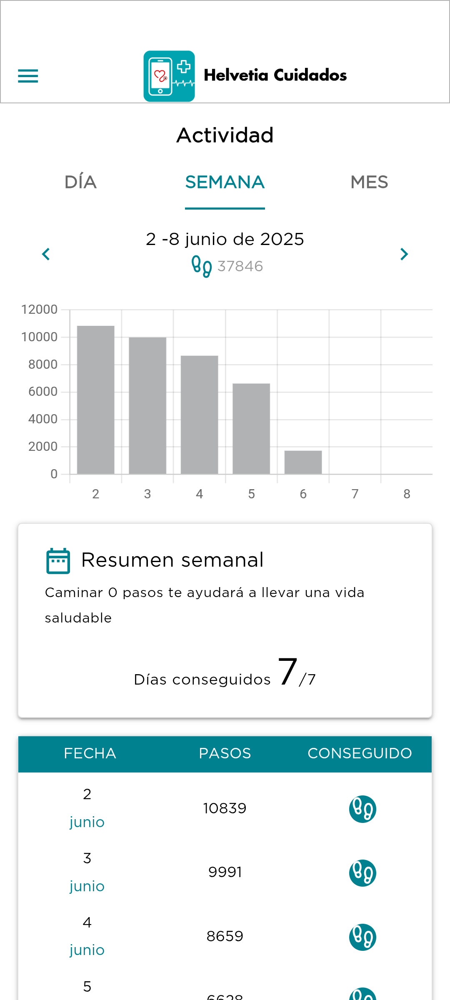 Helvetia Cuidados
Actividad
DÍA SEMANA MES
2 -8 junio de 2025
37846
12000
10000
8000
6000
4000
2000
0
2 3 4 5 6 7 8
Resumen semanal
Caminar 0 pasos te ayudará a llevar una vida
saludable
Días conseguidos 7/7
FECHA PASOS CONSEGUIDO
2
junio
10839
3
junio
9991
4
junio
8659
5
6628